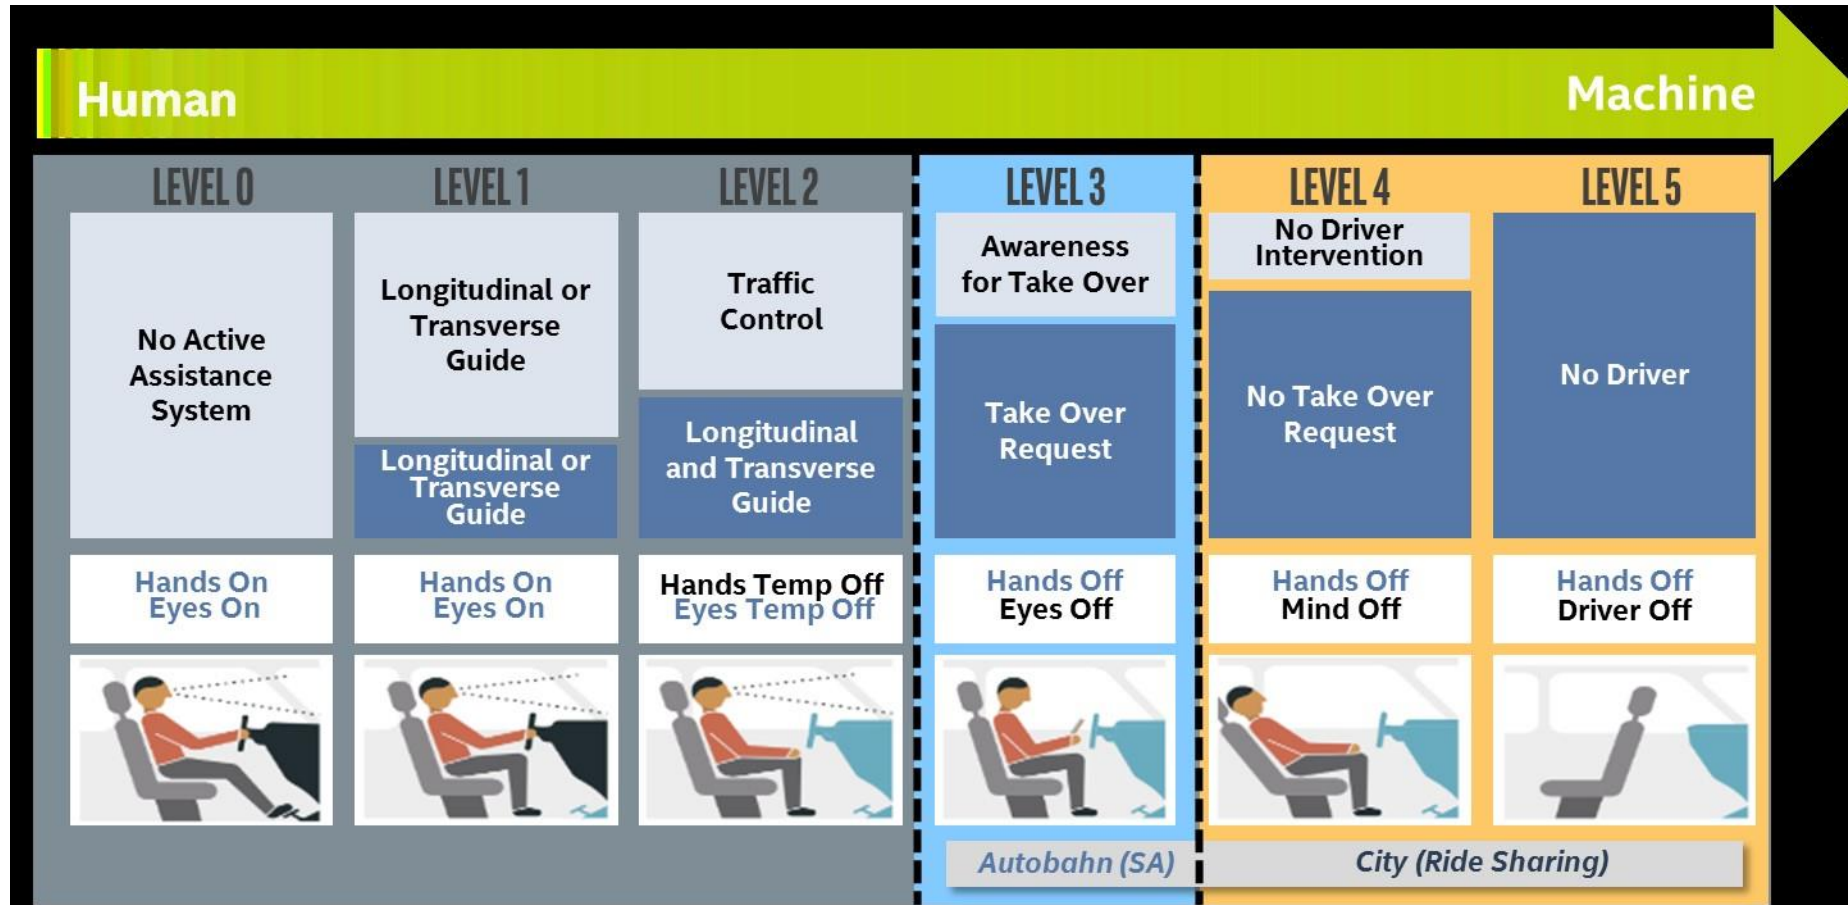 Human
Machine
LEVEL 0
No Active
Assistance
System
Hands On
Eyes On
LEVEL 1
Longitudinal or
Transverse
Guide
Longitudinal or
Transverse
Guide
Hands On
Eyes On
LEVEL 2
Traffic
Control
Longitudinal
and Transverse
Guide
Hands Temp Off
Eyes Temp Off
LEVEL 3
Awareness
for Take Over
Take Over
Request
Hands Off
Eyes Off
LEVEL 4
No Driver
Intervention
No Take Over
Request
Hands Off
Mind Off
LEVEL 5
No Driver
Hands Off
Driver Off
Autobahn (SA)
City (Ride Sharing)